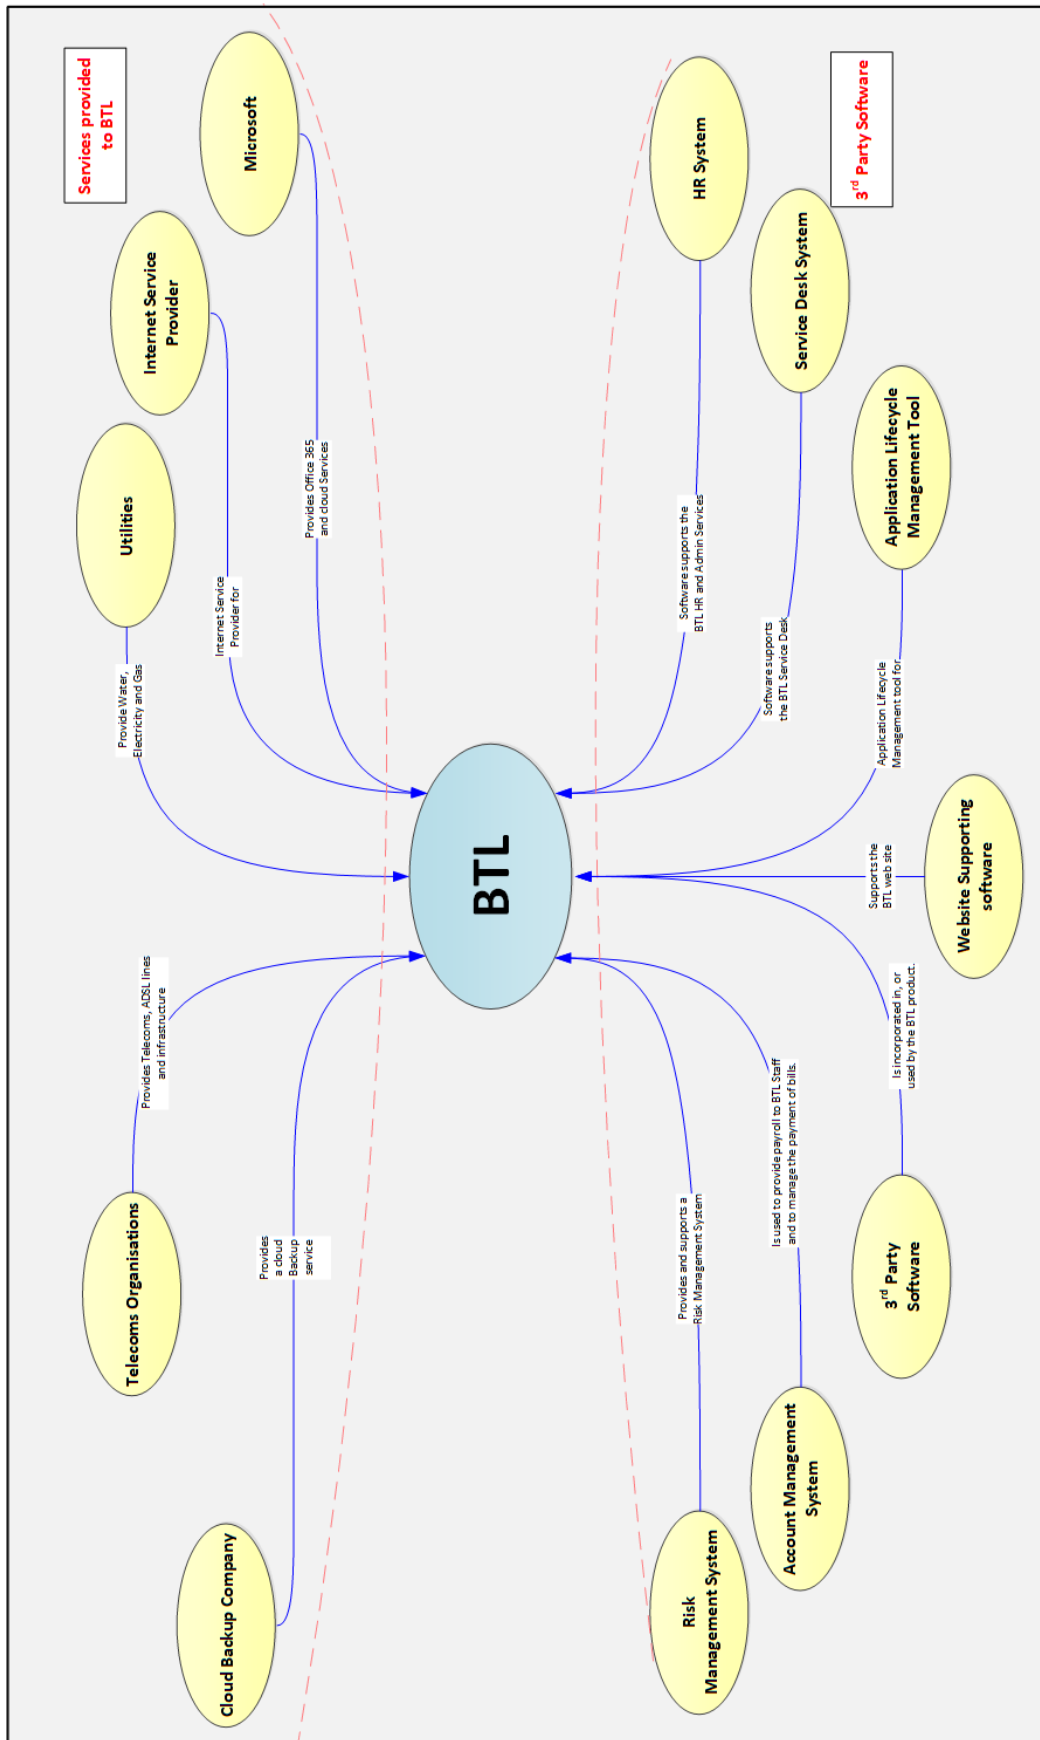 Services provided
to BTL
Cloud Backup Company
Telecoms Organisations
Utilities
Internet Service
Provider
Microsoft
Provides
a cloud
Backup
service
Provides Telecoms, ADSL lines
and infrastructure
Provide Water,
Electricity and Gas
Internet Service
Provider for
Provides Office 365
and cloud Services
BTL
Provides and supports a
Risk Management System
Is used to provide payroll to BTL Staff
and to manage the payment of bills.
Is incorporated in, or
used by the BTL product.
Supports the
BTL web site
Application Lifecycle
Management tool for
Software supports
the BTL Service Desk
Software supports the
BTL HR and Admin Services
Risk
Management System
Account Management
System
3rd Party
Software
Website Supporting
software
Application Lifecycle
Management Tool
Service Desk System
HR System
3rd Party Software